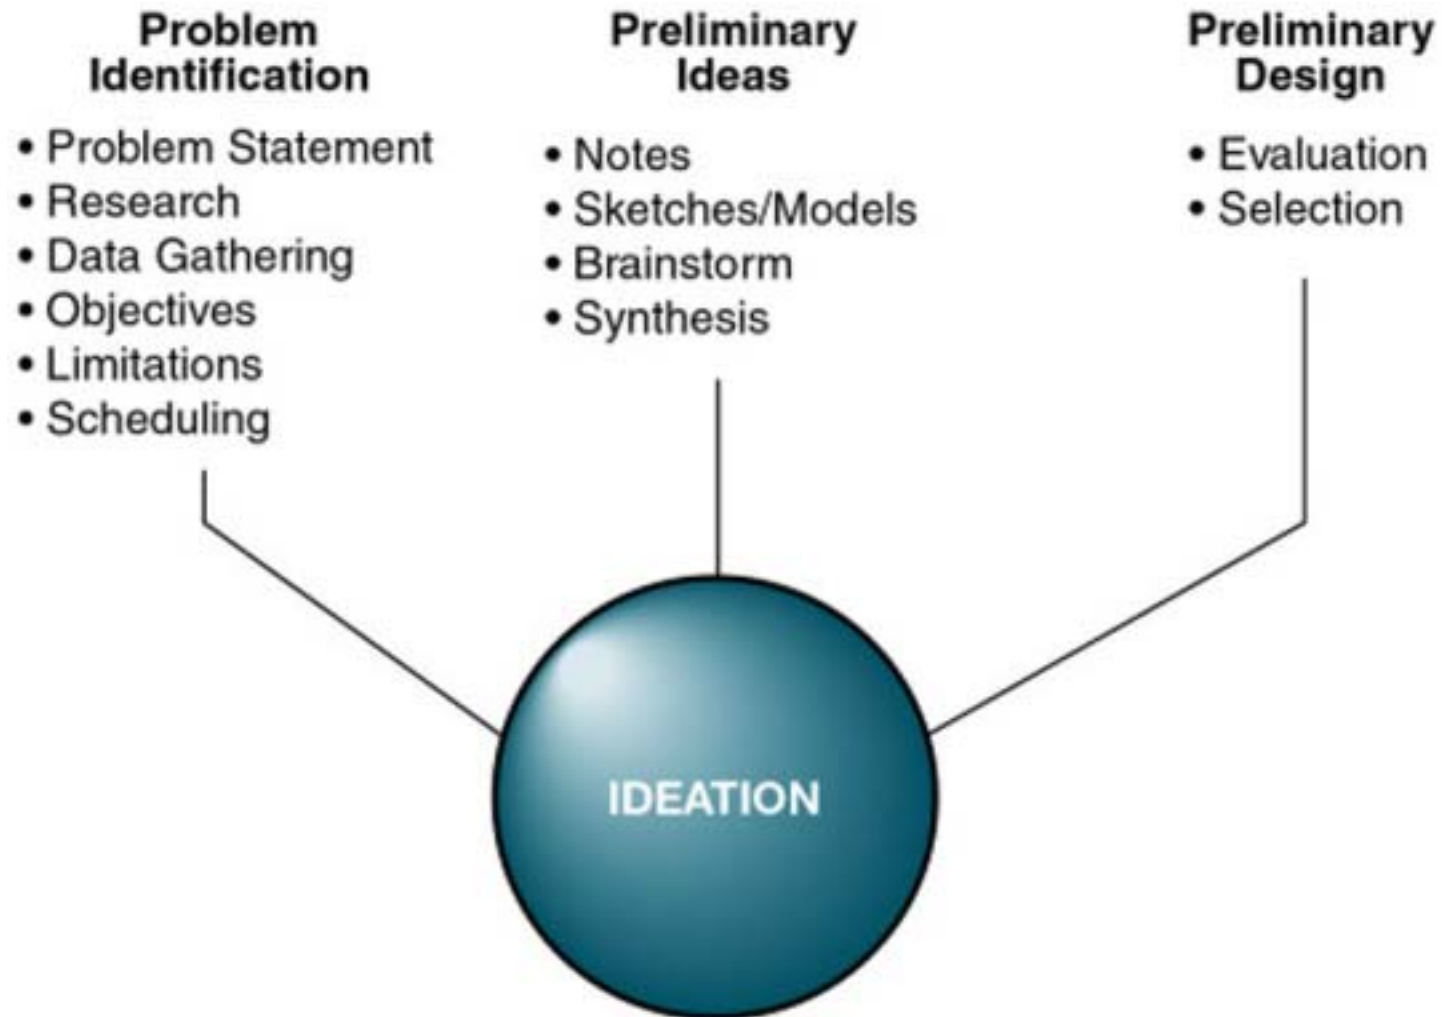 Problem
Identification
• Problem Statement
• Research
• Data Gathering
• Objectives
• Limitations
• Scheduling
Preliminary
Ideas
• Notes
• Sketches/Models
• Brainstorm
• Synthesis
Preliminary
Design
• Evaluation
• Selection
IDEATION